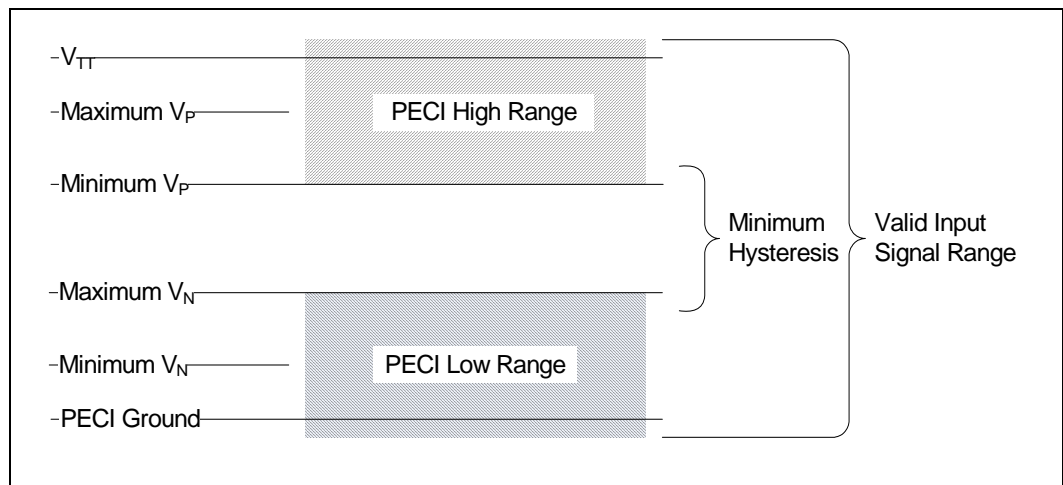 VTT
Maximum VP
PECI High Range
Minimum VP
Minimum
Hysteresis
Valid Input
Signal Range
Maximum VN
Minimum VN
PECI Low Range
PECI Ground